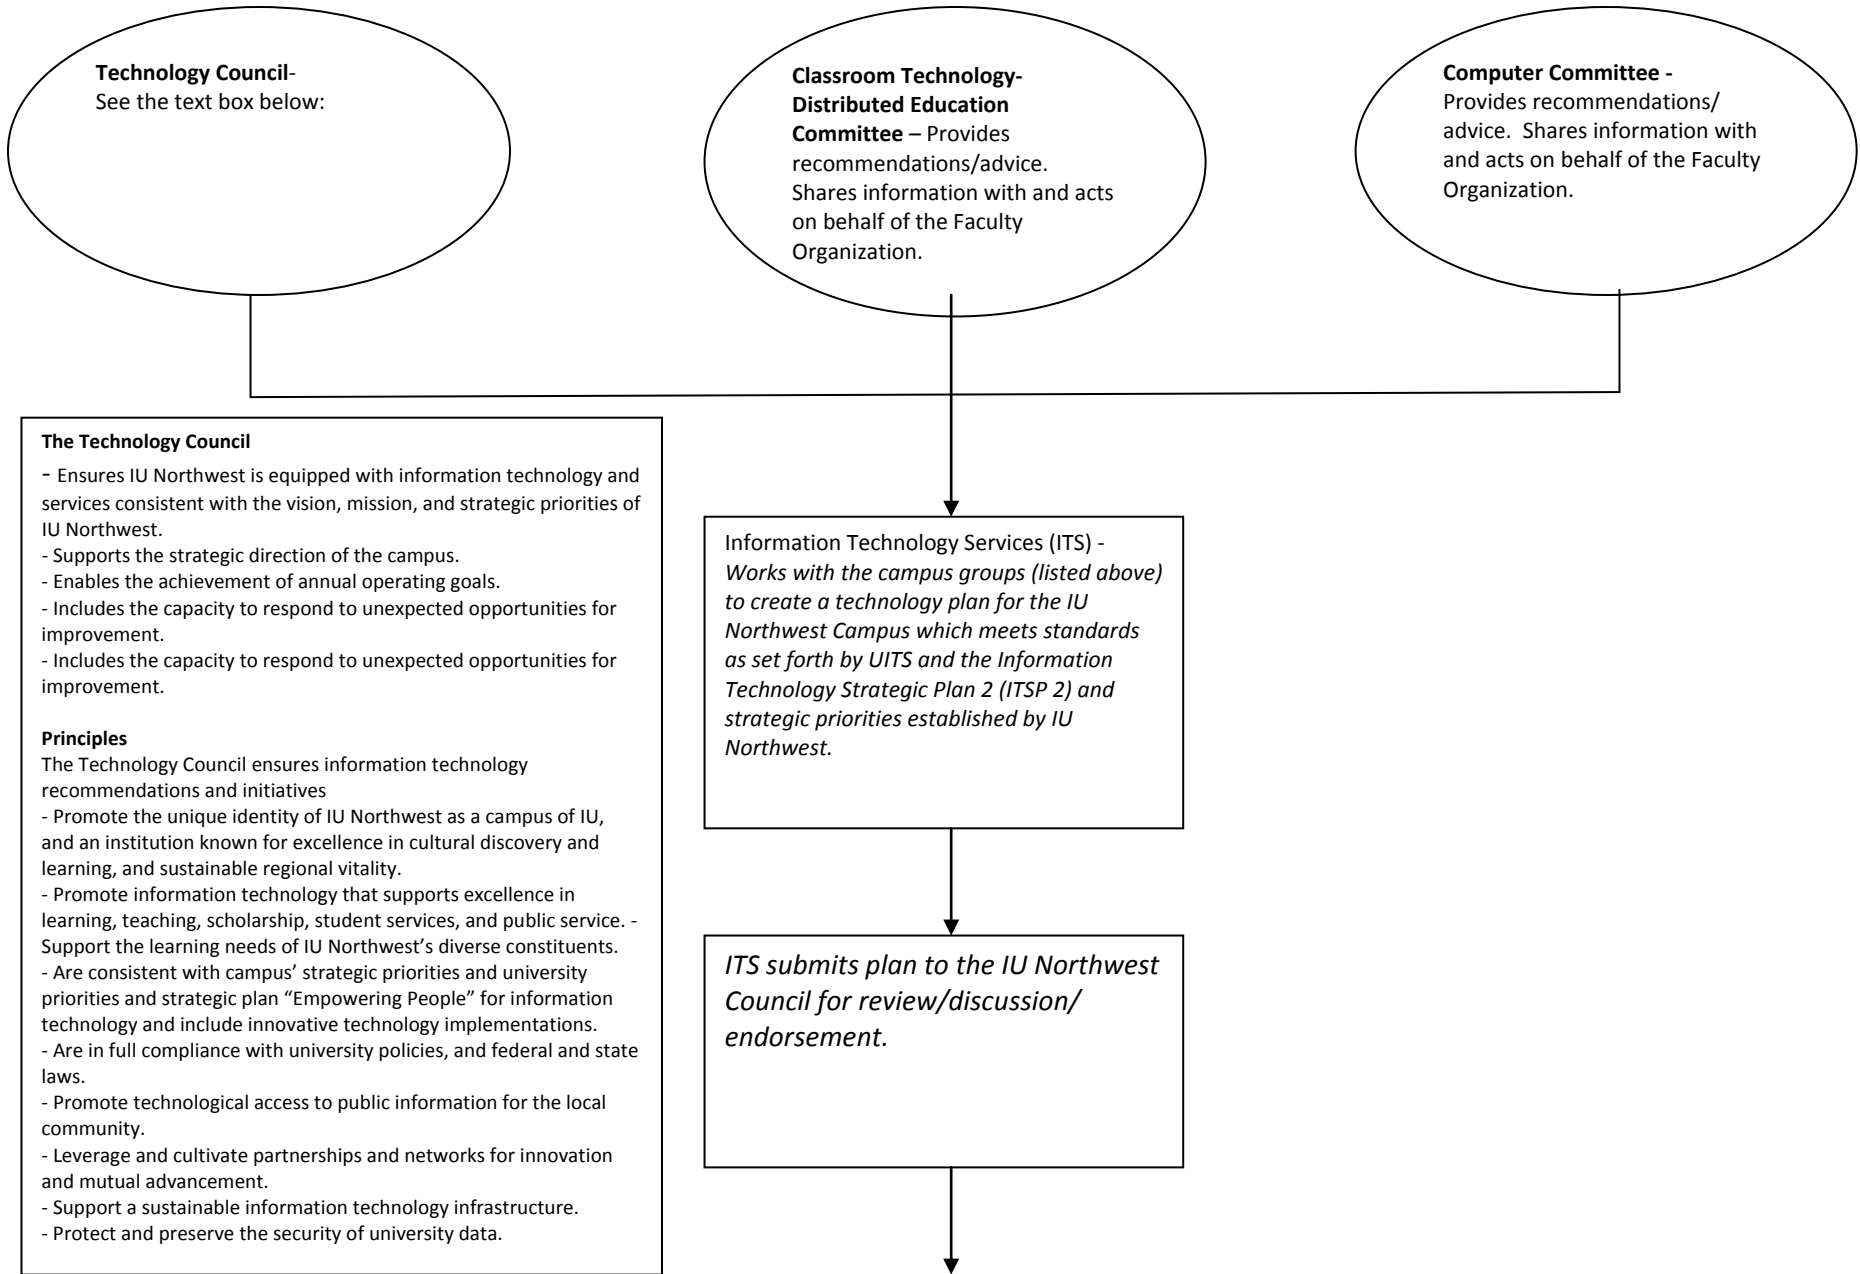 Technology Council-
See the text box below:
Classroom Technology-
Distributed Education
Committee – Provides
recommendations/advice.
Shares information with and acts
on behalf of the Faculty
Organization.
Computer Committee -
Provides recommendations/
advice.  Shares information with
and acts on behalf of the Faculty
Organization.
The Technology Council
- Ensures IU Northwest is equipped with information technology and
services consistent with the vision, mission, and strategic priorities of
IU Northwest.
- Supports the strategic direction of the campus.
- Enables the achievement of annual operating goals.
- Includes the capacity to respond to unexpected opportunities for
improvement.
- Includes the capacity to respond to unexpected opportunities for
improvement.
Principles
The Technology Council ensures information technology
recommendations and initiatives
- Promote the unique identity of IU Northwest as a campus of IU,
and an institution known for excellence in cultural discovery and
learning, and sustainable regional vitality.
- Promote information technology that supports excellence in
learning, teaching, scholarship, student services, and public service. -
Support the learning needs of IU Northwest’s diverse constituents.
- Are consistent with campus’ strategic priorities and university
priorities and strategic plan “Empowering People” for information
technology and include innovative technology implementations.
- Are in full compliance with university policies, and federal and state
laws.
- Promote technological access to public information for the local
community.
- Leverage and cultivate partnerships and networks for innovation
and mutual advancement.
- Support a sustainable information technology infrastructure.
- Protect and preserve the security of university data.
Information Technology Services (ITS) -
Works with the campus groups (listed above)
to create a technology plan for the IU
Northwest Campus which meets standards
as set forth by UITS and the Information
Technology Strategic Plan 2 (ITSP 2) and
strategic priorities established by IU
Northwest.
ITS submits plan to the IU Northwest
Council for review/discussion/
endorsement.